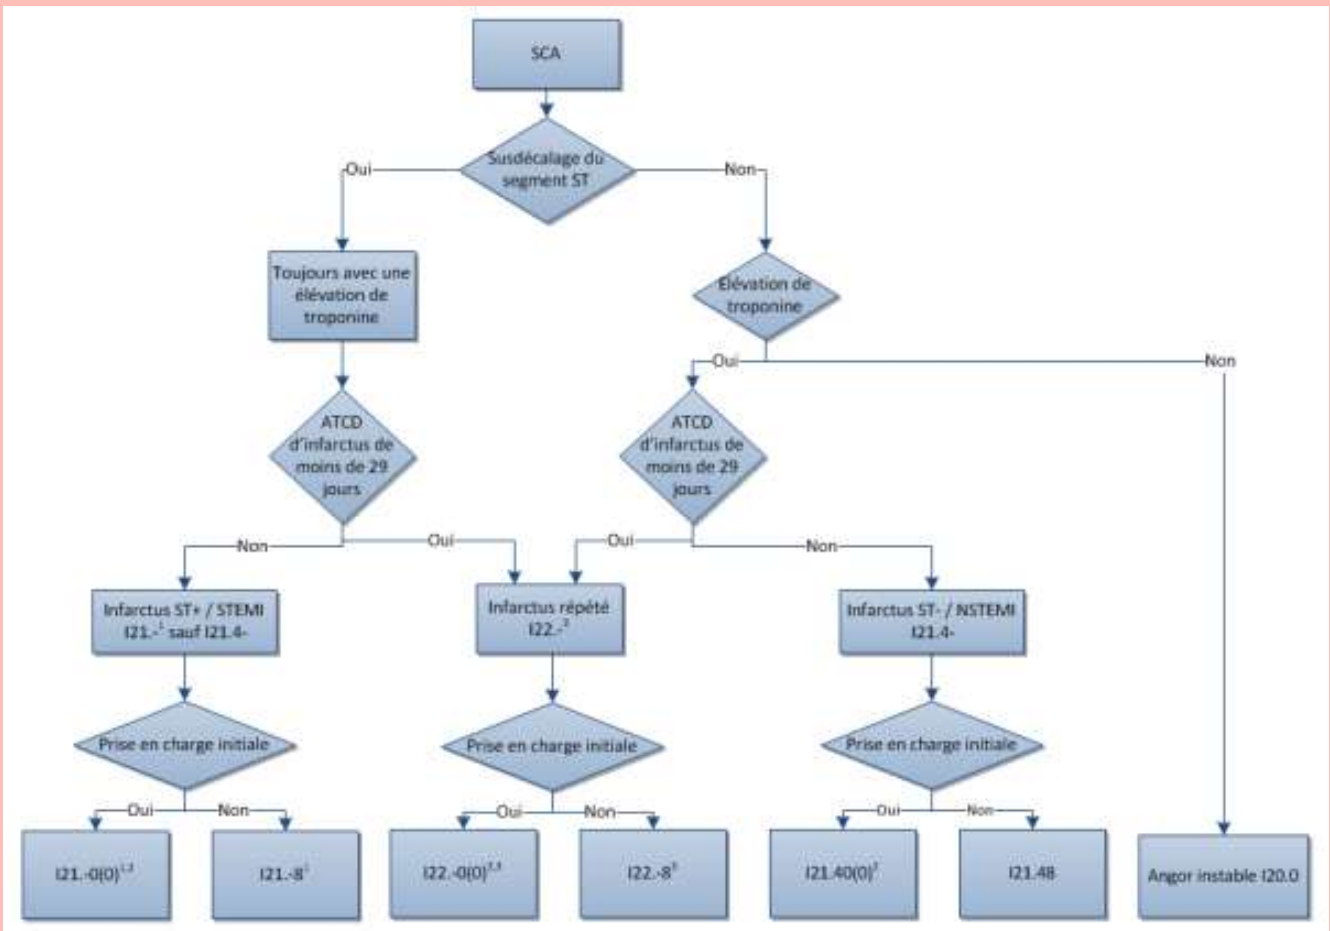 SCA
Susdécalage du
segment ST
Oui
Non
Toujours avec une
élévation de
troponine
Elévation de
troponine
Oui
Non
ATCD
d'infarctus de
moins de 29
jours
ATCD
d'infarctus de
moins de 29
jours
Non
Oui
Oui
Non
Infarctus ST+ / STEMI
I21.-¹ sauf I21.4-
Infarctus répété
I22.-³
Infarctus ST- / NSTEMI
I21.4-
Prise en charge initiale
Prise en charge initiale
Prise en charge initiale
Oui
Non
Oui
Non
Oui
Non
I21.-0(0)¹,²
I21.-8¹
I22.-0(0)²,³
I22.-8³
I21.40(0)²
I21.48
Angor instable I20.0